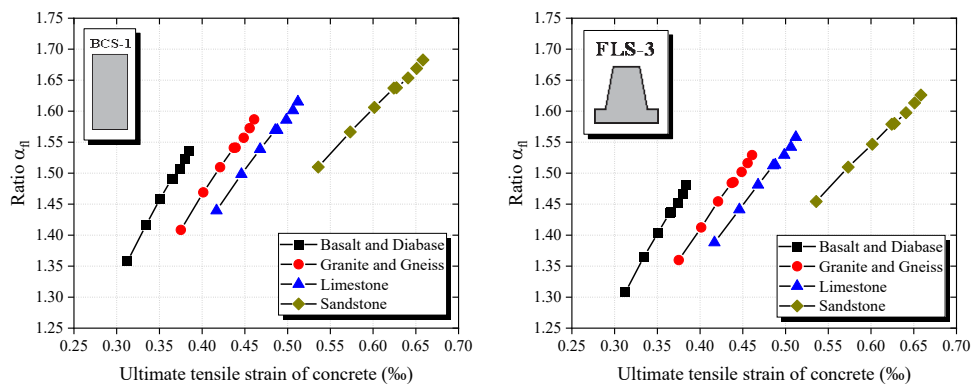 1.75
1.70
1.65
1.60
1.55
1.50
1.45
1.40
1.35
1.30
1.25
Ratio αfl
BCS-1
Basalt and Diabase
Granite and Gneiss
Limestone
Sandstone
0.25 0.30 0.35 0.40 0.45 0.50 0.55 0.60 0.65 0.70
Ultimate tensile strain of concrete (‰)
1.75
1.70
1.65
1.60
1.55
1.50
1.45
1.40
1.35
1.30
1.25
Ratio αfl
FLS-3
Basalt and Diabase
Granite and Gneiss
Limestone
Sandstone
0.25 0.30 0.35 0.40 0.45 0.50 0.55 0.60 0.65 0.70
Ultimate tensile strain of concrete (‰)